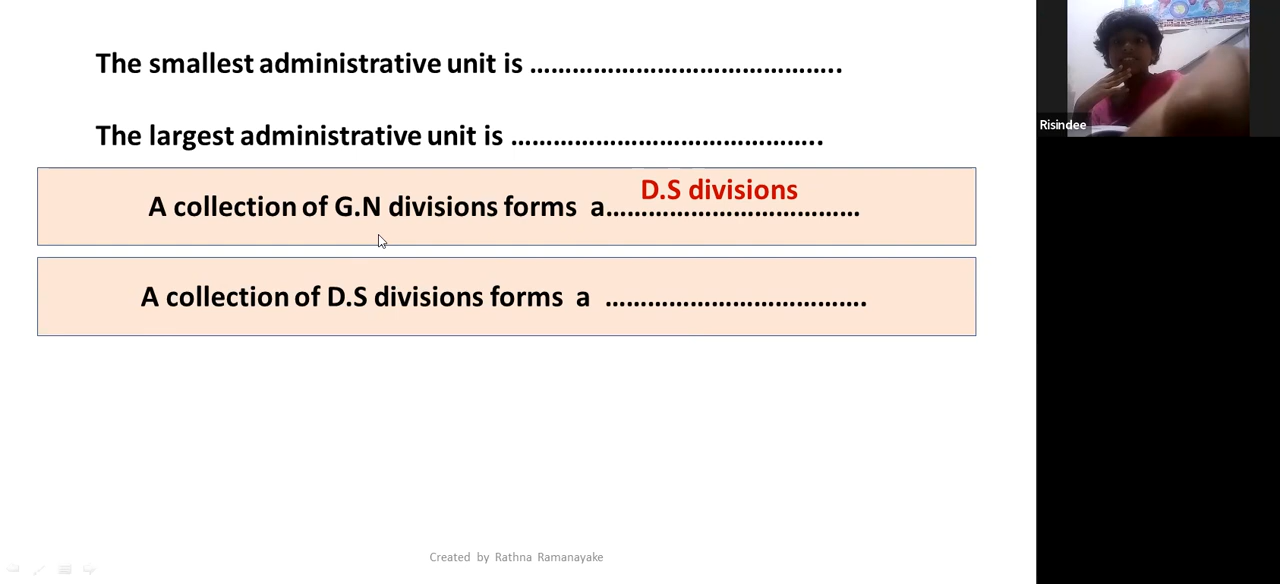 The smallest administrative unit is ……………………………………..
The largest administrative unit is ……………………………………..
D.S divisions
A collection of G.N divisions forms a………………………………
A collection of D.S divisions forms a ……………………………….
Created by Rathna Ramanayake
Risindee